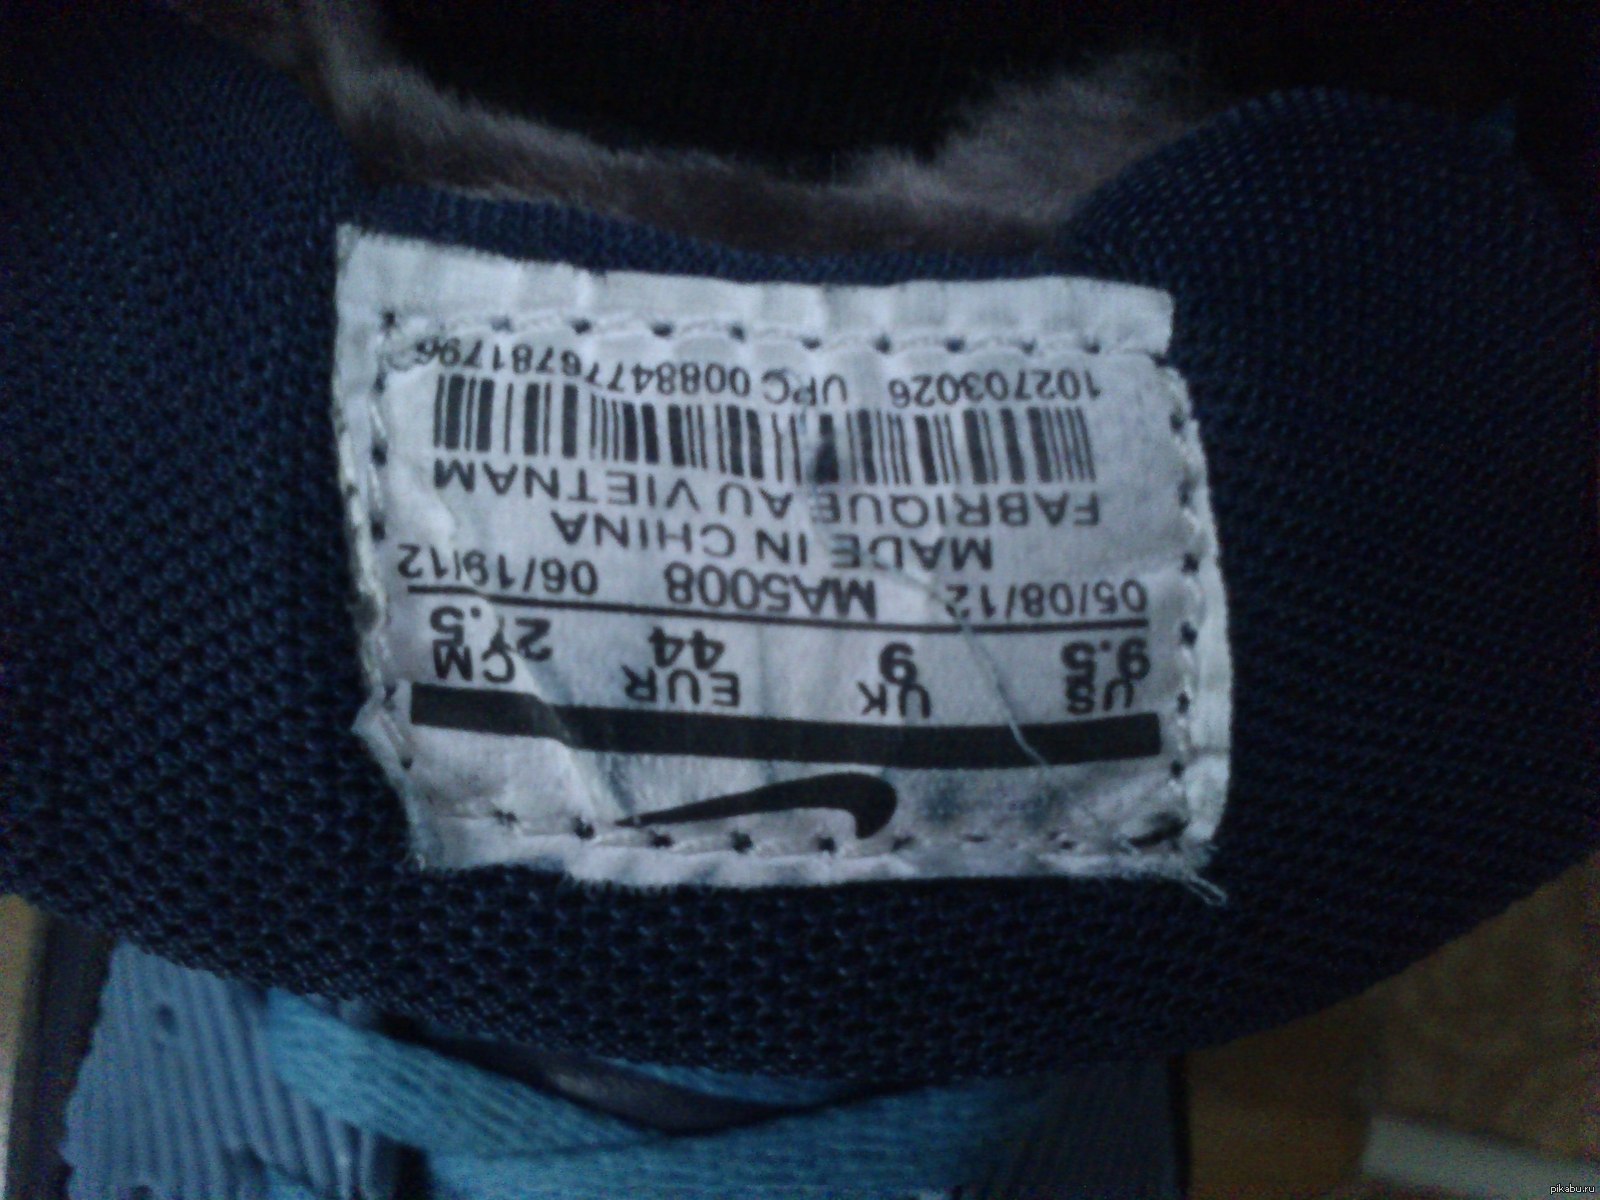 US UK EUR CM
9.5 9 44 27.5
05/08/12 MA5008 06/19/12
MADE IN CHINA
FABRIQUE AU VIETNAM
102703026 UPC 00884776781796
pikabu.ru